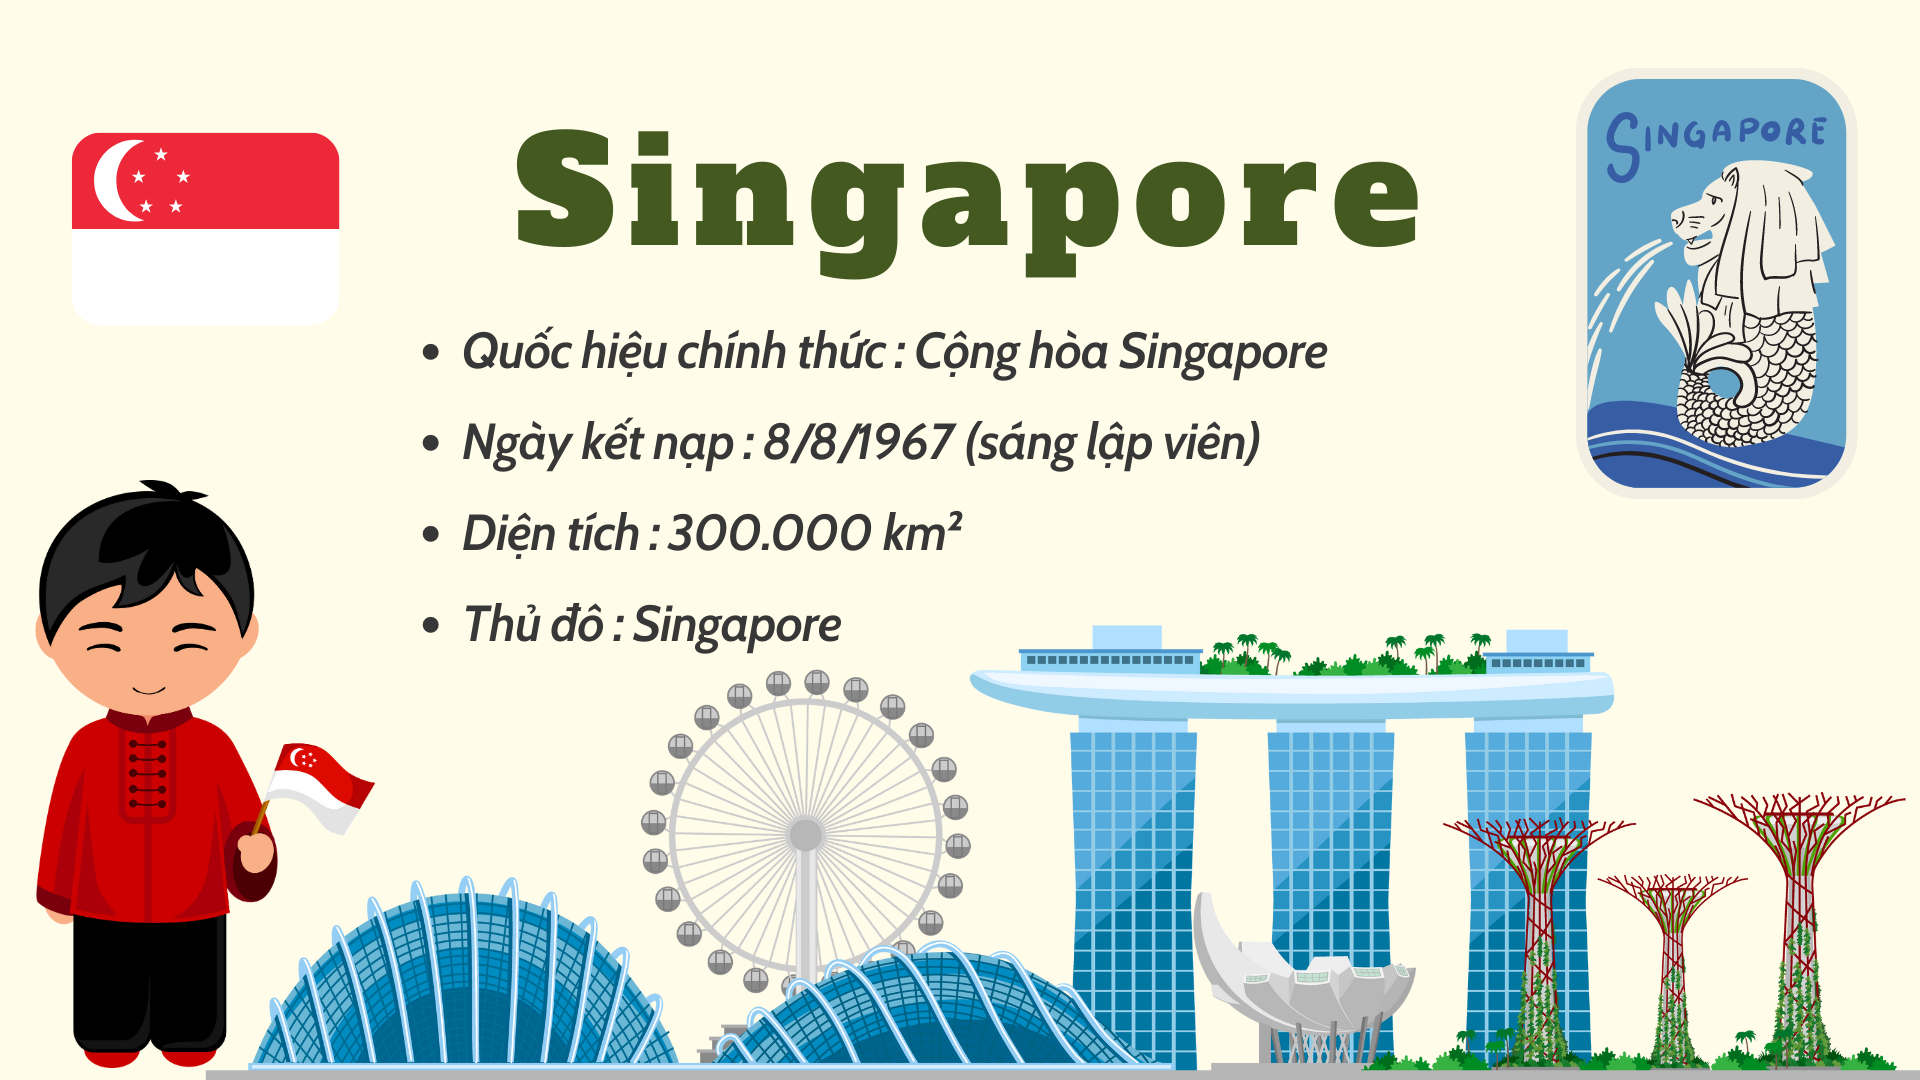 Singapore
SINGAPORE
• Quốc hiệu chính thức : Cộng hòa Singapore
• Ngày kết nạp : 8/8/1967 (sáng lập viên)
• Diện tích : 300.000 km²
• Thủ đô : Singapore